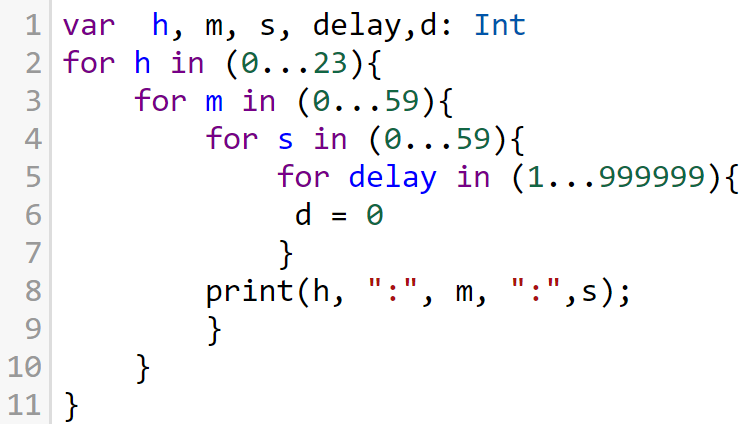 1 var  h, m, s, delay,d: Int
2 for h in (0...23){
3     for m in (0...59){
4         for s in (0...59){
5             for delay in (1...999999){
6              d = 0
7             }
8         print(h, ":", m, ":",s);
9         }
10     }
11 }